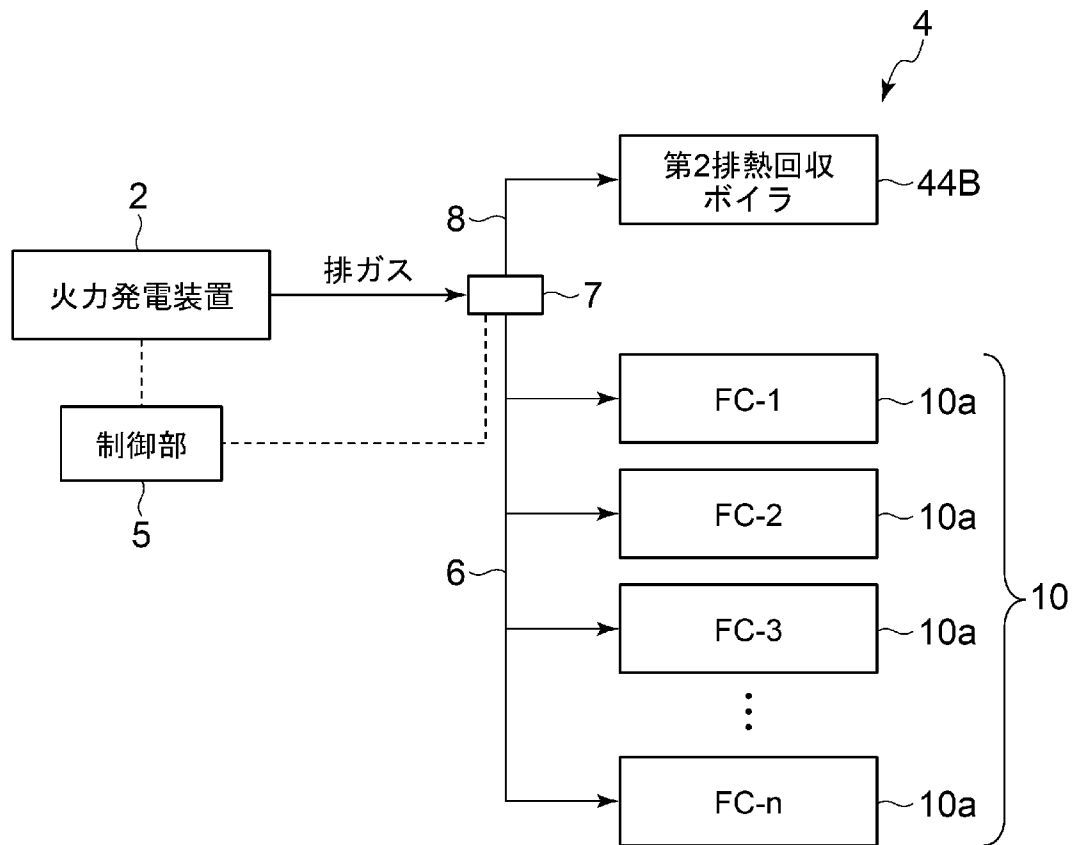 4
第2排熱回収
ボイラ
44B
2
8
排ガス
火力発電装置
7
FC-1
10a
制御部
5
FC-2
10a
6
10
FC-3
10a
FC-n
10a